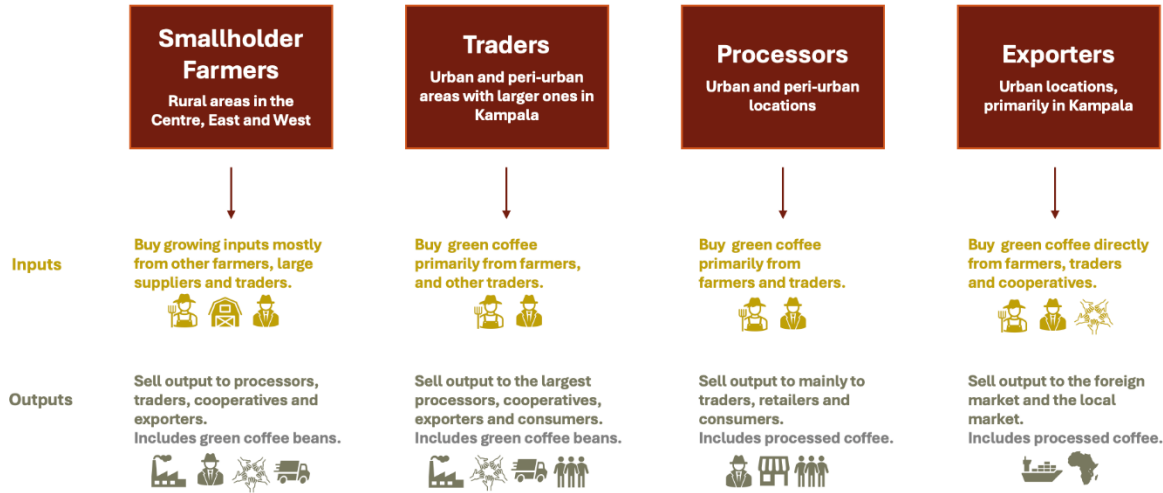 Smallholder
Farmers
Rural areas in the
Centre, East and West
Traders
Urban and peri-urban
areas with larger ones in
Kampala
Processors
Urban and peri-urban
locations
Exporters
Urban locations,
primarily in Kampala
Inputs
Buy growing inputs mostly
from other farmers, large
suppliers and traders.
Buy green coffee
primarily from farmers,
and other traders.
Buy green coffee
primarily from
farmers and traders.
Buy green coffee directly
from farmers, traders
and cooperatives.
Outputs
Sell output to processors,
traders, cooperatives and
exporters.
Includes green coffee beans.
Sell output to the largest
processors, cooperatives,
exporters and consumers.
Includes green coffee beans.
Sell output to mainly to
traders, retailers and
consumers.
Includes processed coffee.
Sell output to the foreign
market and the local
market.
Includes processed coffee.